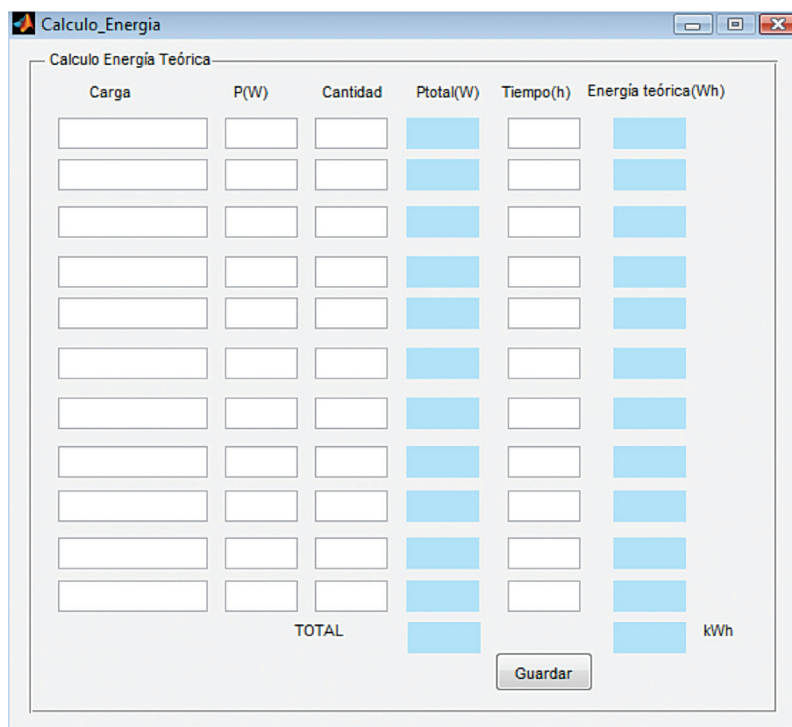 Calculo_Energia
Calculo Energía Teórica
Carga P(W) Cantidad Ptotal(W) Tiempo(h) Energía teórica(Wh)
TOTAL kWh
Guardar